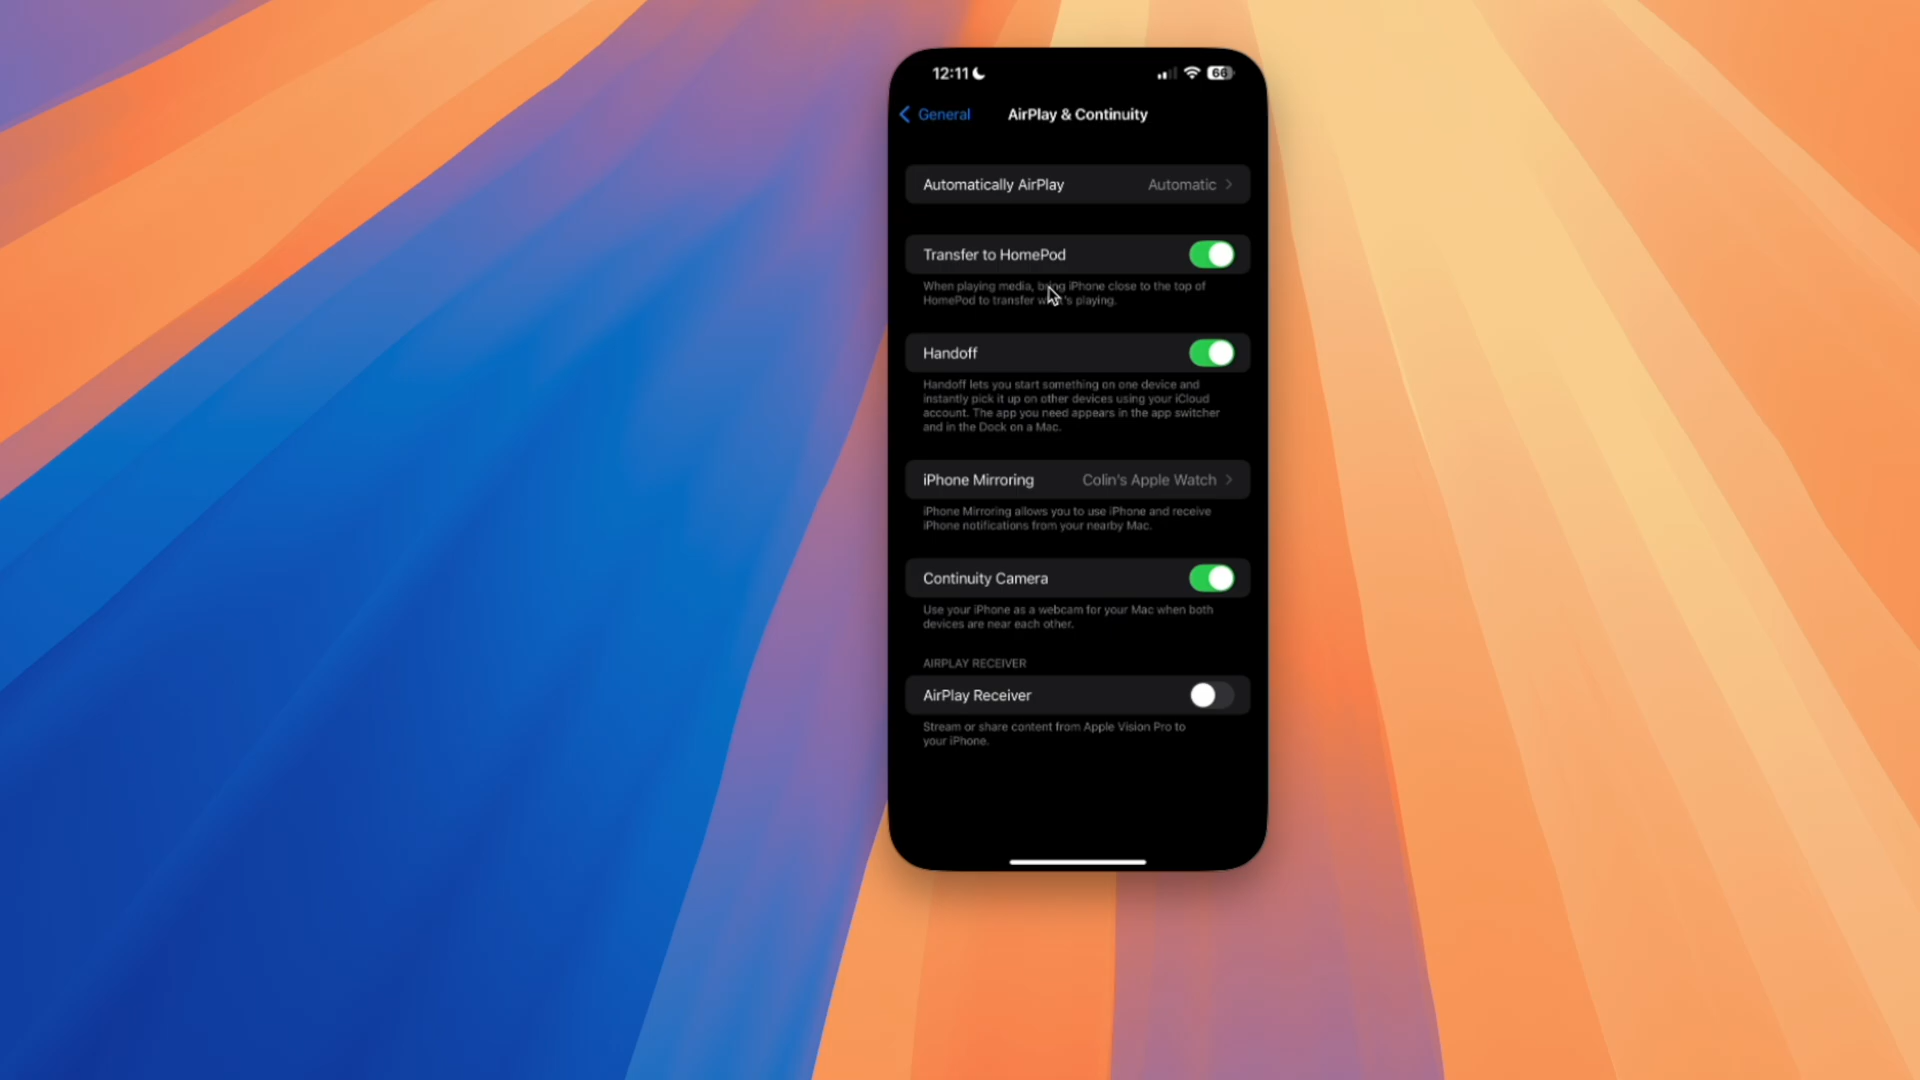 12:11
66
General
AirPlay & Continuity
Automatically AirPlay Automatic
Transfer to HomePod
When playing media, bring iPhone close to the top of
HomePod to transfer what's playing.
Handoff
Handoff lets you start something on one device and
instantly pick it up on other devices using your iCloud
account. The app you need appears in the app switcher
and in the Dock on a Mac.
iPhone Mirroring Colin's Apple Watch
iPhone Mirroring allows you to use iPhone and receive
iPhone notifications from your nearby Mac.
Continuity Camera
Use your iPhone as a webcam for your Mac when both
devices are near each other.
AIRPLAY RECEIVER
AirPlay Receiver
Stream or share content from Apple Vision Pro to
your iPhone.